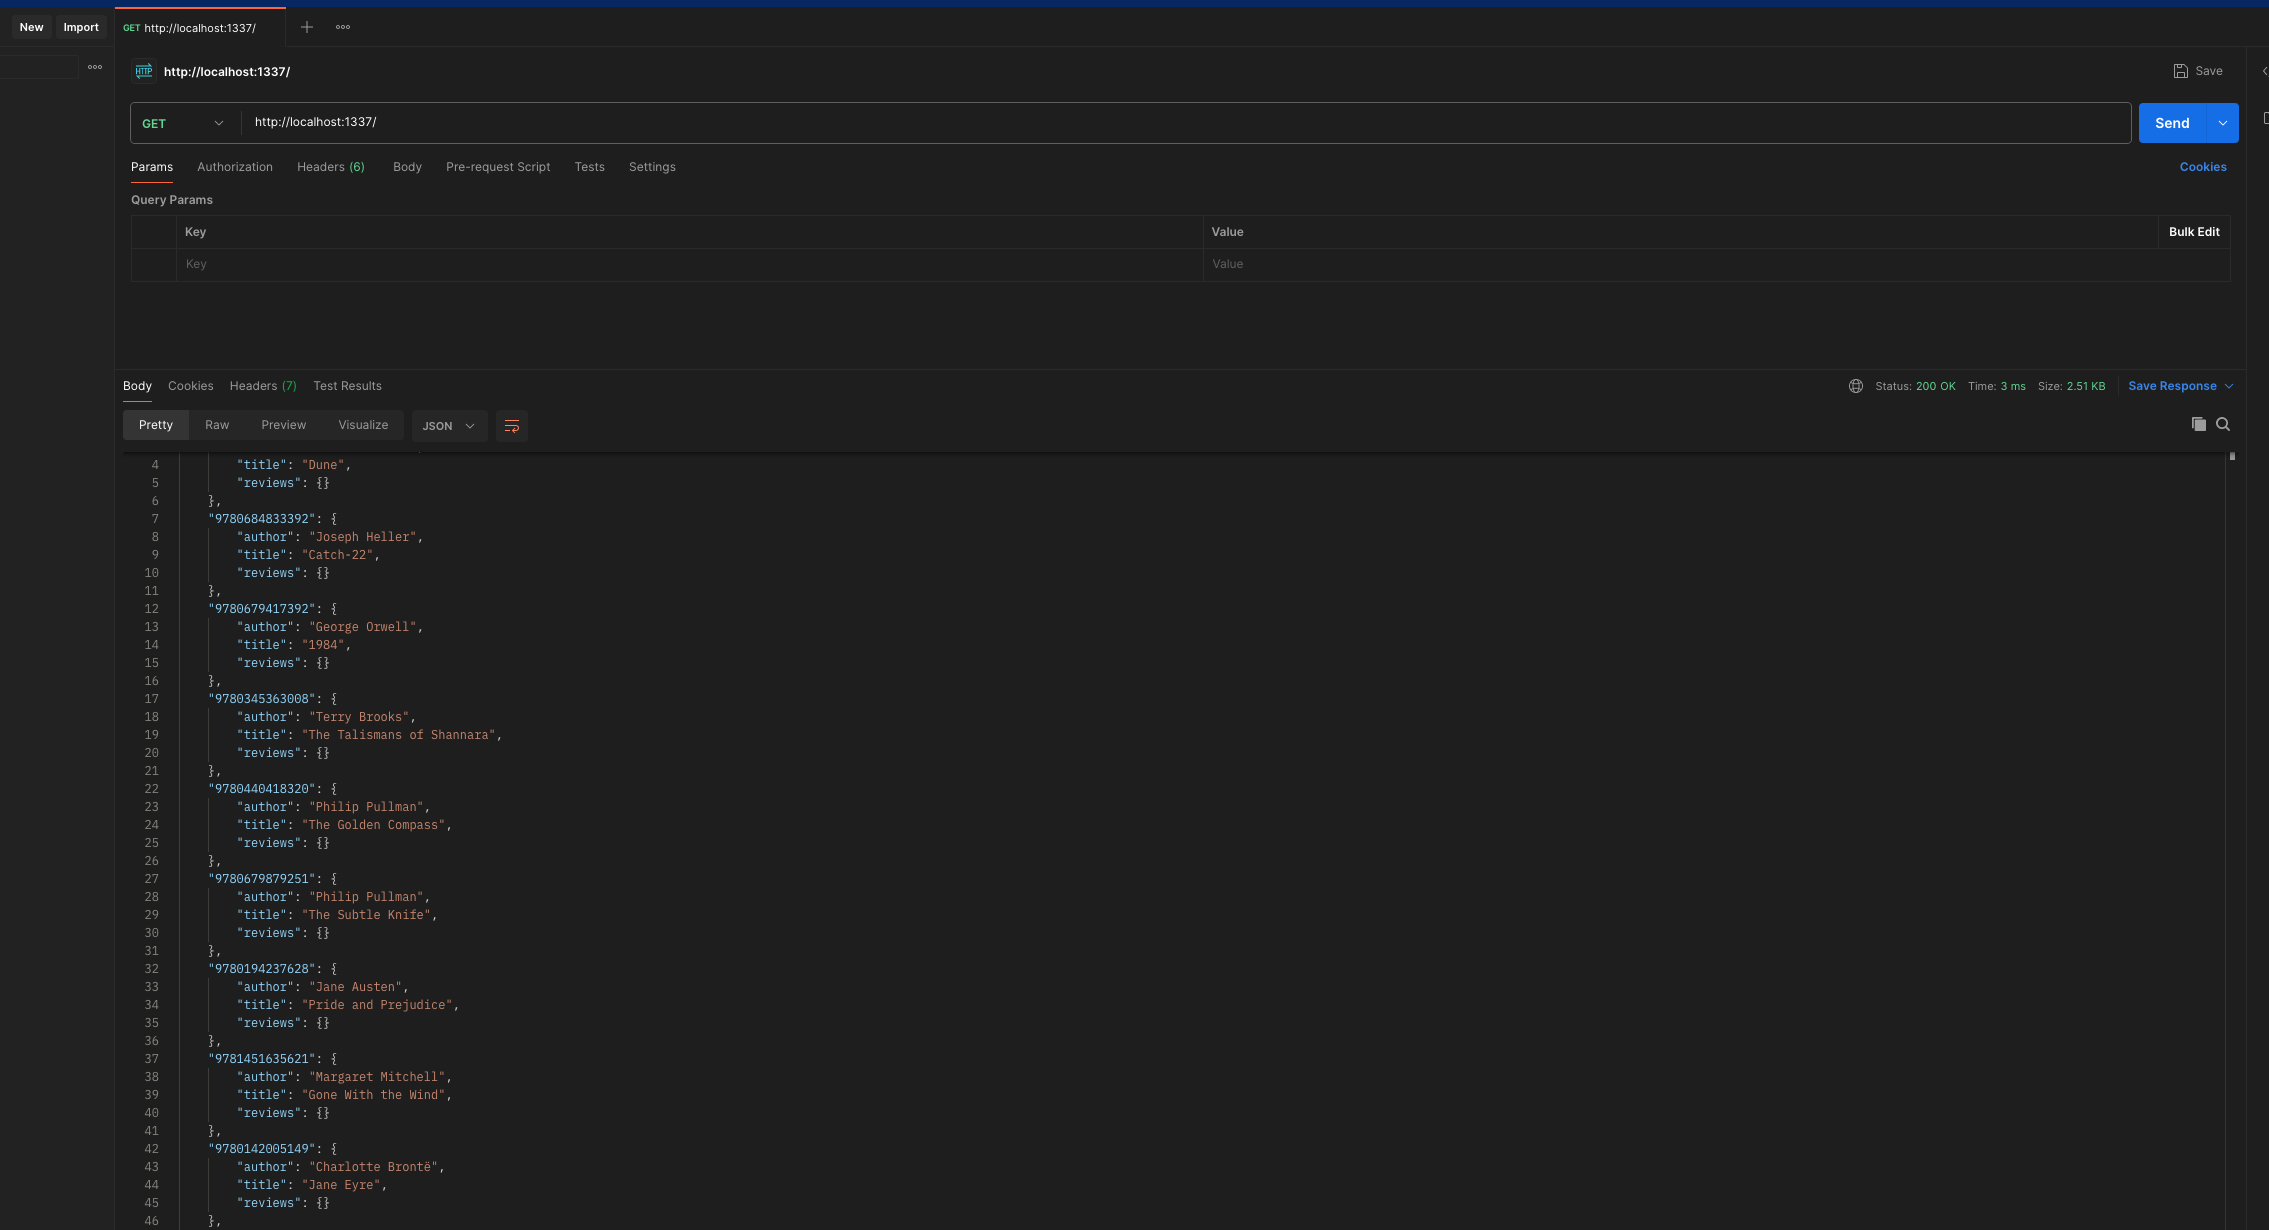 New Import GET http://localhost:1337/
HTTP http://localhost:1337/ Save
GET http://localhost:1337/ Send
Params Authorization Headers (6) Body Pre-request Script Tests Settings Cookies
Query Params
Key Value Bulk Edit
Key Value
Body Cookies Headers (7) Test Results Status: 200 OK Time: 3 ms Size: 2.51 KB Save Response
Pretty Raw Preview Visualize JSON
4 "title": "Dune",
5 "reviews": {}
6 },
7 "9780684833392": {
8 "author": "Joseph Heller",
9 "title": "Catch-22",
10 "reviews": {}
11 },
12 "9780679417392": {
13 "author": "George Orwell",
14 "title": "1984",
15 "reviews": {}
16 },
17 "9780345363008": {
18 "author": "Terry Brooks",
19 "title": "The Talismans of Shannara",
20 "reviews": {}
21 },
22 "9780440418320": {
23 "author": "Philip Pullman",
24 "title": "The Golden Compass",
25 "reviews": {}
26 },
27 "9780679879251": {
28 "author": "Philip Pullman",
29 "title": "The Subtle Knife",
30 "reviews": {}
31 },
32 "9780194237628": {
33 "author": "Jane Austen",
34 "title": "Pride and Prejudice",
35 "reviews": {}
36 },
37 "9781451635621": {
38 "author": "Margaret Mitchell",
39 "title": "Gone With the Wind",
40 "reviews": {}
41 },
42 "9780142005149": {
43 "author": "Charlotte Brontë",
44 "title": "Jane Eyre",
45 "reviews": {}
46 },